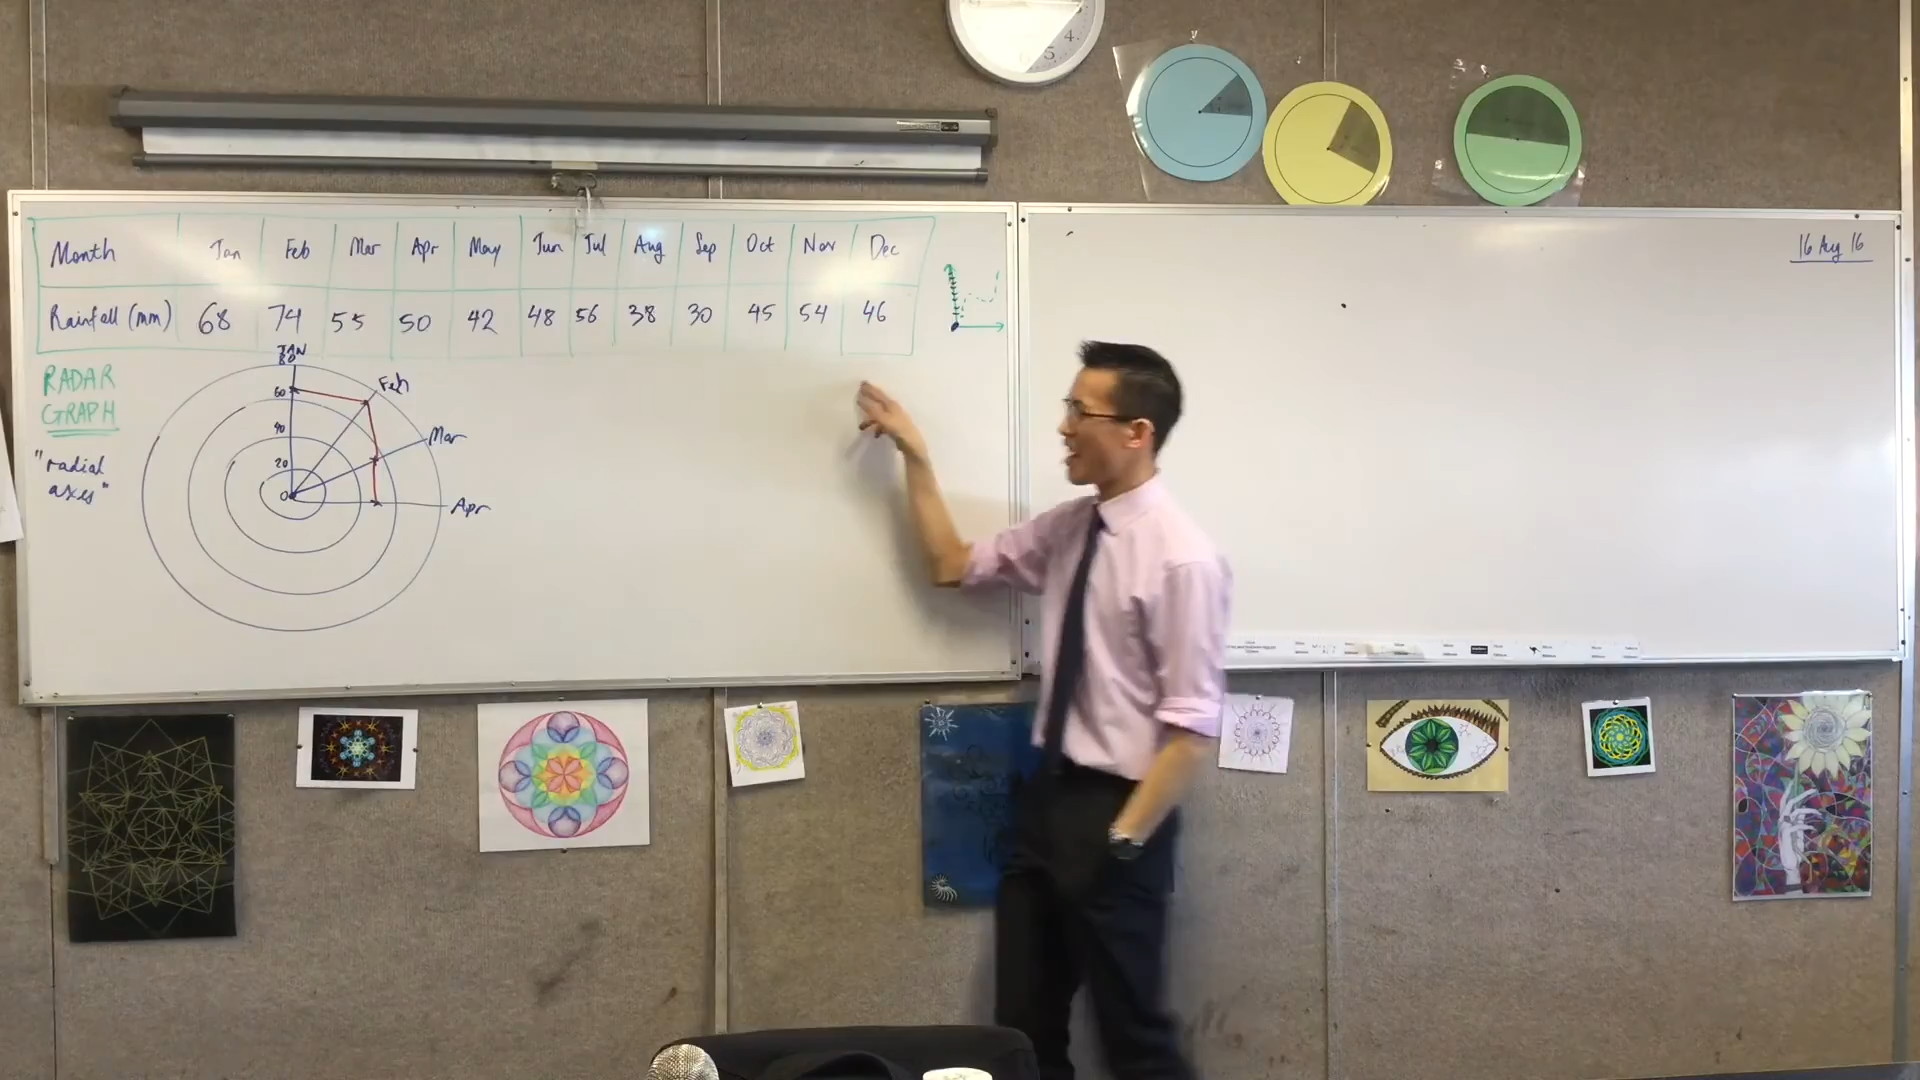 Month Jan Feb Mar Apr May Jun Jul Aug Sep Oct Nov Dec
Rainfall (mm) 68 74 55 50 42 48 56 38 30 45 54 46
RADAR
GRAPH
"radial
axes"
JAN
80
60
40
20
0
Feb
Mar
Apr
16 Aug 16
4
5